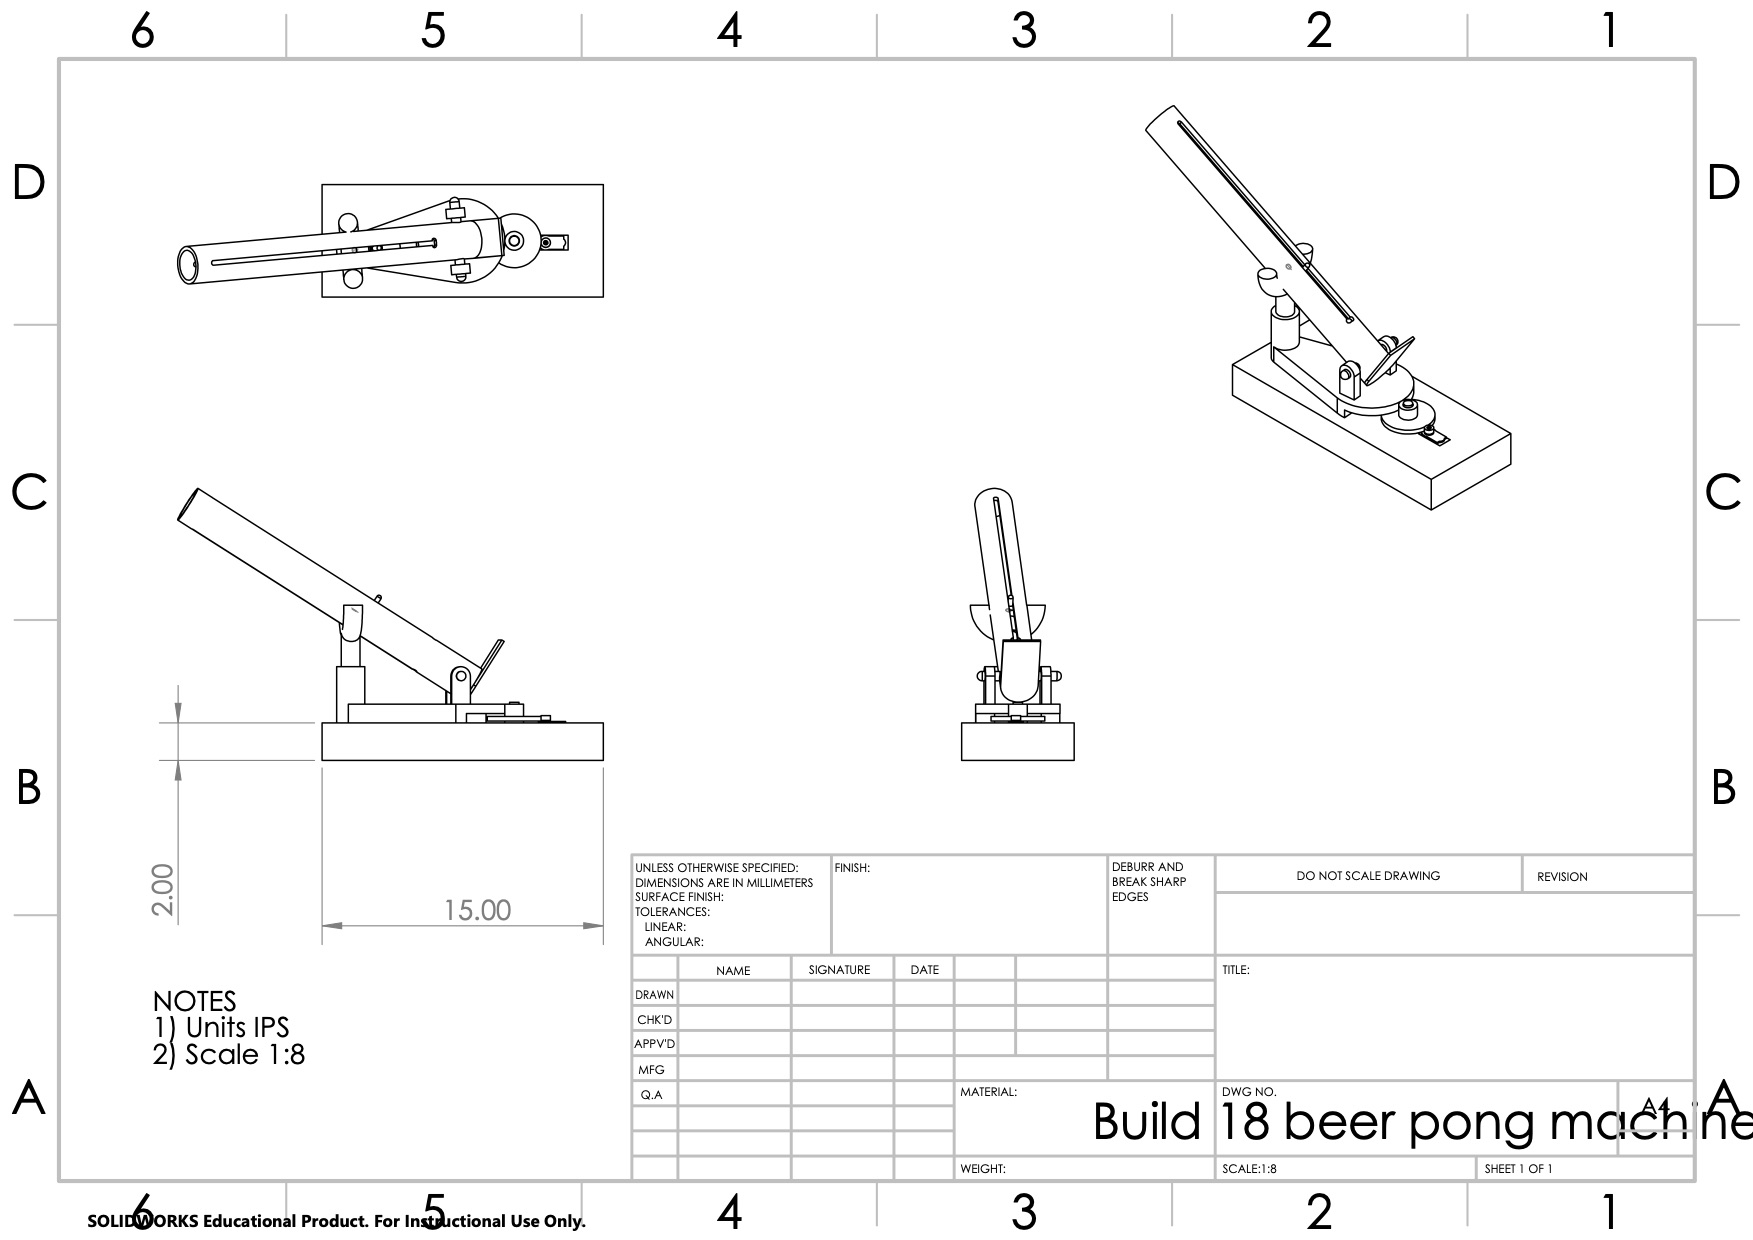 6 5 4 3 2 1
D D
C C
B B
2.00
15.00
NOTES
1) Units IPS
2) Scale 1:8
UNLESS OTHERWISE SPECIFIED:
DIMENSIONS ARE IN MILLIMETERS
SURFACE FINISH:
TOLERANCES:
LINEAR:
ANGULAR:
FINISH:
DEBURR AND
BREAK SHARP
EDGES
DO NOT SCALE DRAWING
REVISION
NAME SIGNATURE DATE
DRAWN
CHK'D
APPV'D
MFG
Q.A
TITLE:
MATERIAL:
DWG NO.
Build 18 beer pong machine
A4
A A
WEIGHT:
SCALE:1:8
SHEET 1 OF 1
6 5 4 3 2 1
SOLIDWORKS Educational Product. For Instructional Use Only.